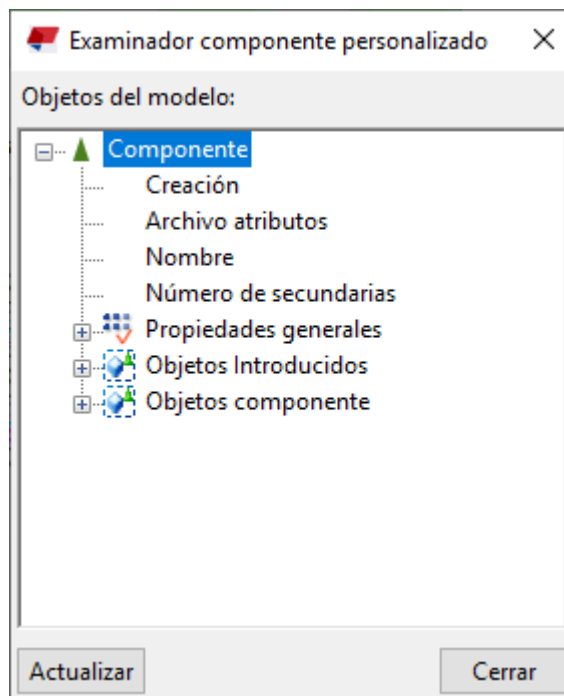 Examinador componente personalizado
Objetos del modelo:
Componente
Creación
Archivo atributos
Nombre
Número de secundarias
Propiedades generales
Objetos Introducidos
Objetos componente
Actualizar
Cerrar